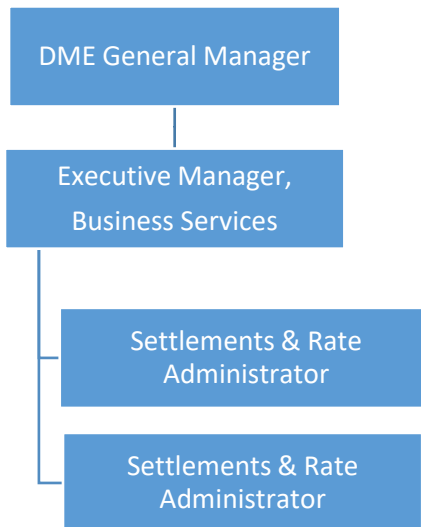 DME General Manager
Executive Manager,
Business Services
Settlements & Rate
Administrator
Settlements & Rate
Administrator